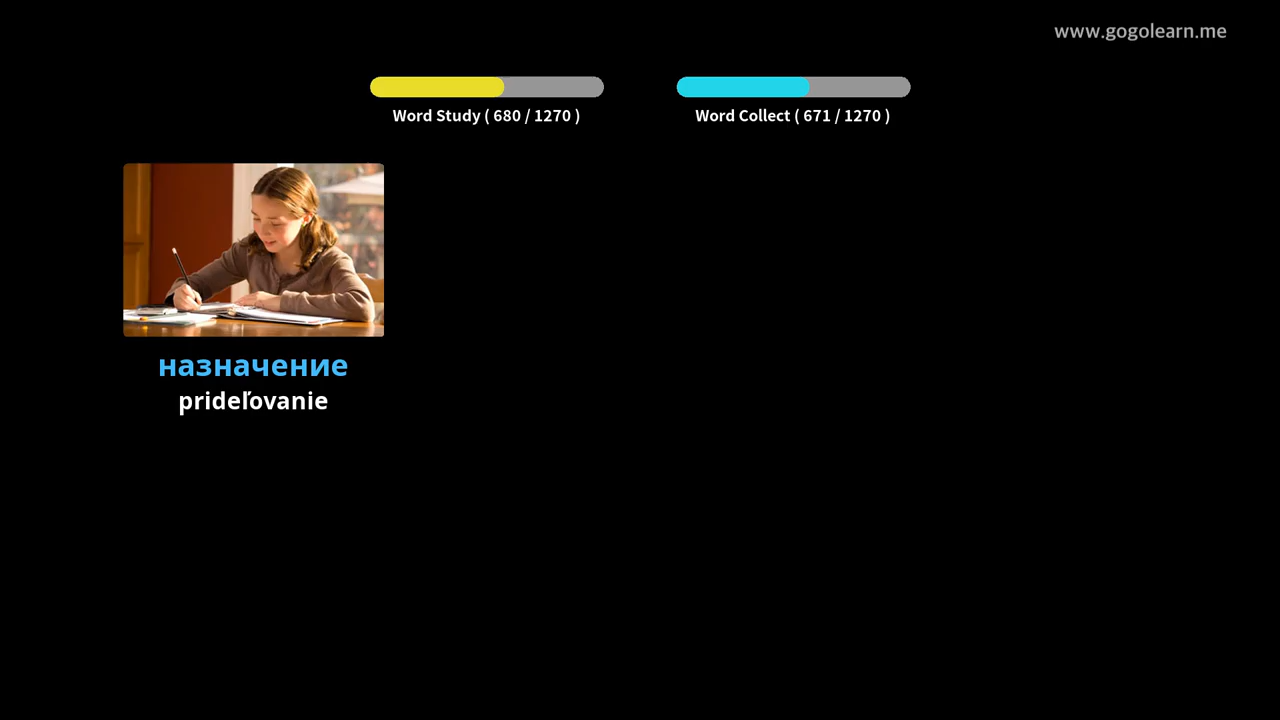 www.gogolearn.me
Word Study ( 680 / 1270 )
Word Collect ( 671 / 1270 )
назначение
prideľovanie